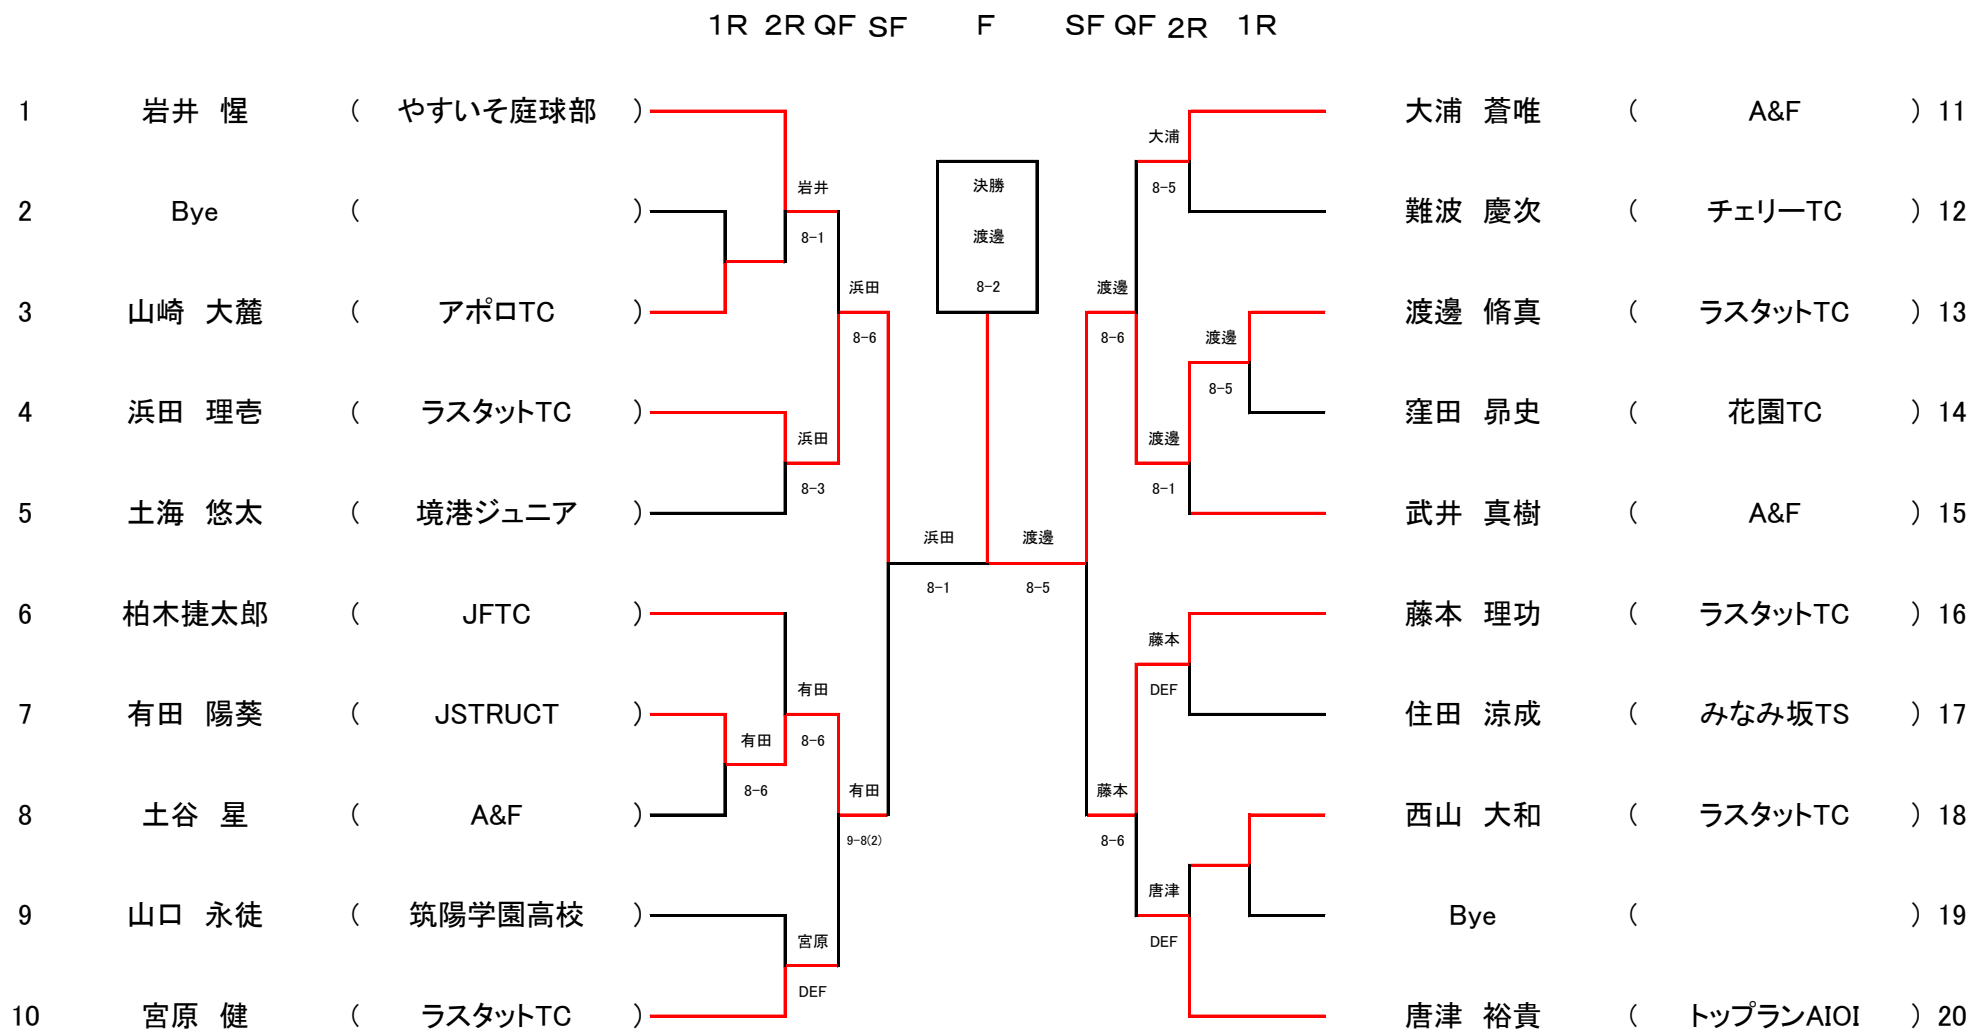 1R 2R QF SF F SF QF 2R 1R
1 岩井 惺 ( やすいそ庭球部 ) 大浦 蒼唯 ( A&F ) 11
大浦
決勝
岩井 8-5
2 Bye ( ) 渡邊 難波 慶次 ( チェリーTC ) 12
8-1
浜田 8-2 渡邊
3 山崎 大麓 ( アポロTC ) 渡邊 脩真 ( ラスタットTC ) 13
8-6 8-6 渡邊
8-5
4 浜田 理壱 ( ラスタットTC ) 窪田 昴史 ( 花園TC ) 14
浜田 渡邊
8-3 8-1
5 土海 悠太 ( 境港ジュニア ) 武井 真樹 ( A&F ) 15
浜田 渡邊
8-1 8-5
6 柏木捷太郎 ( JFTC ) 藤本 理功 ( ラスタットTC ) 16
藤本
有田 DEF
7 有田 陽葵 ( JSTRUCT ) 住田 涼成 ( みなみ坂TS ) 17
有田 8-6
8-6 有田 藤本
8 土谷 星 ( A&F ) 西山 大和 ( ラスタットTC ) 18
9-8(2) 8-6
唐津
9 山口 永徒 ( 筑陽学園高校 ) Bye ( ) 19
宮原 DEF
DEF
10 宮原 健 ( ラスタットTC ) 唐津 裕貴 ( トップランAIOI ) 20